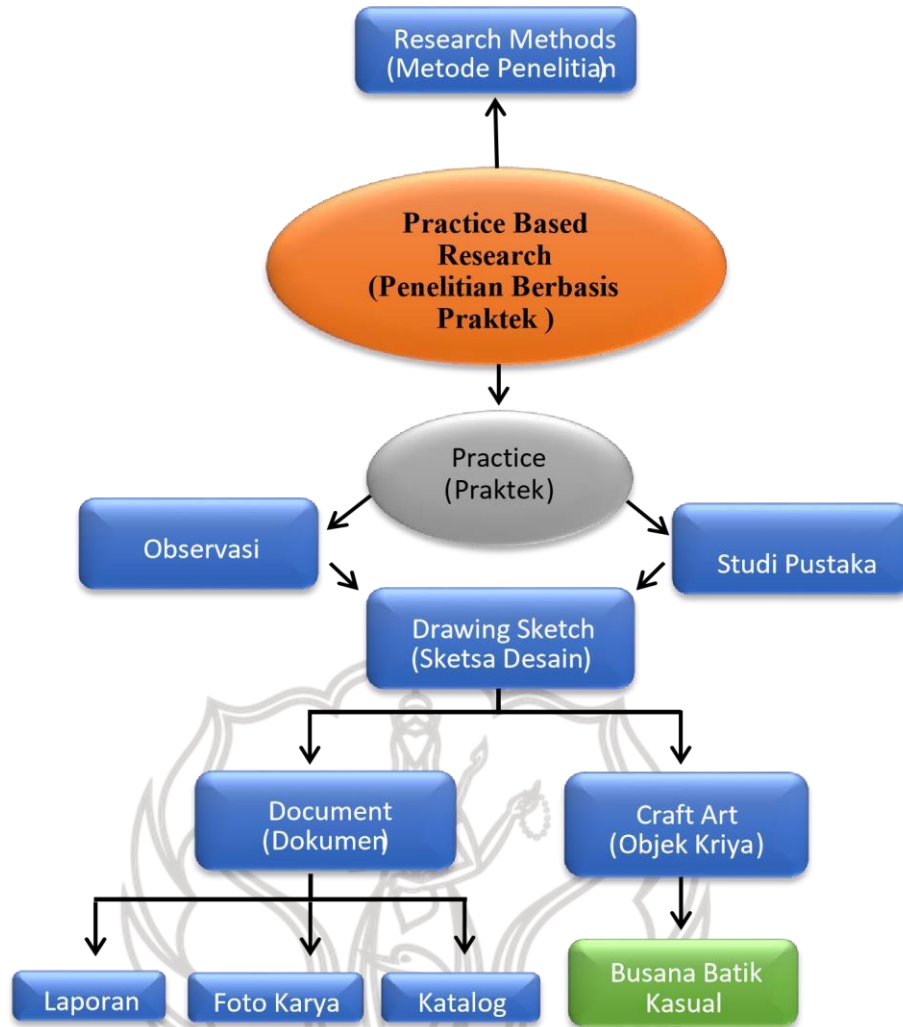 Research Methods
(Metode Penelitian)
Practice Based
Research
(Penelitian Berbasis
Praktek )
Practice
(Praktek)
Observasi
Studi Pustaka
Drawing Sketch
(Sketsa Desain)
Document
(Dokumen)
Craft Art
(Objek Kriya)
Laporan
Foto Karya
Katalog
Busana Batik
Kasual